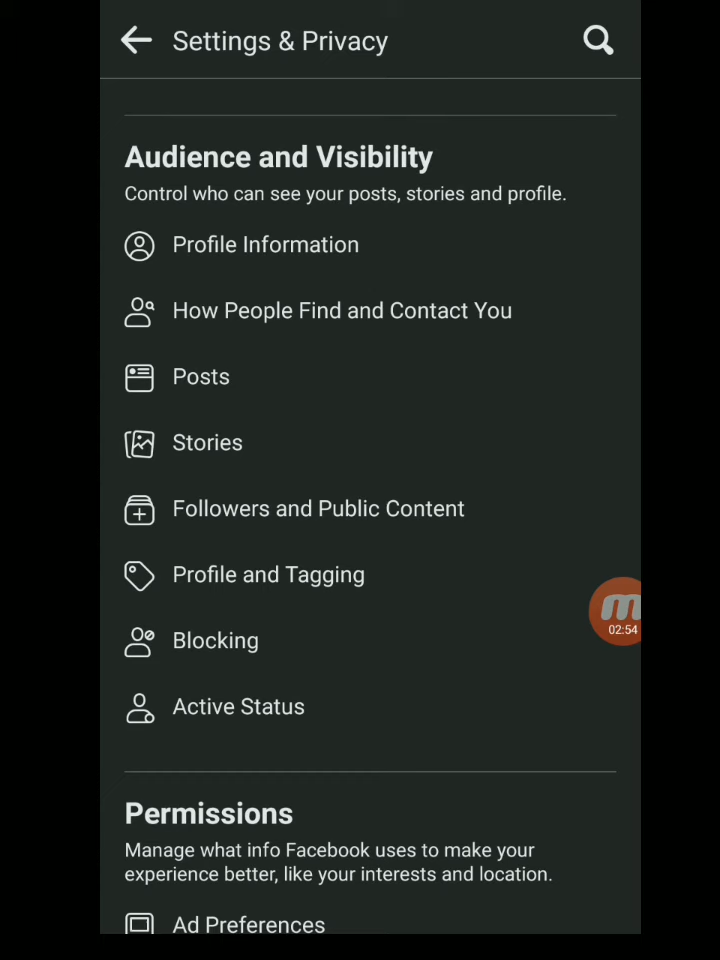 Settings & Privacy
Audience and Visibility
Control who can see your posts, stories and profile.
Profile Information
How People Find and Contact You
Posts
Stories
Followers and Public Content
Profile and Tagging
m
02:54
Blocking
Active Status
Permissions
Manage what info Facebook uses to make your
experience better, like your interests and location.
Ad Preferences